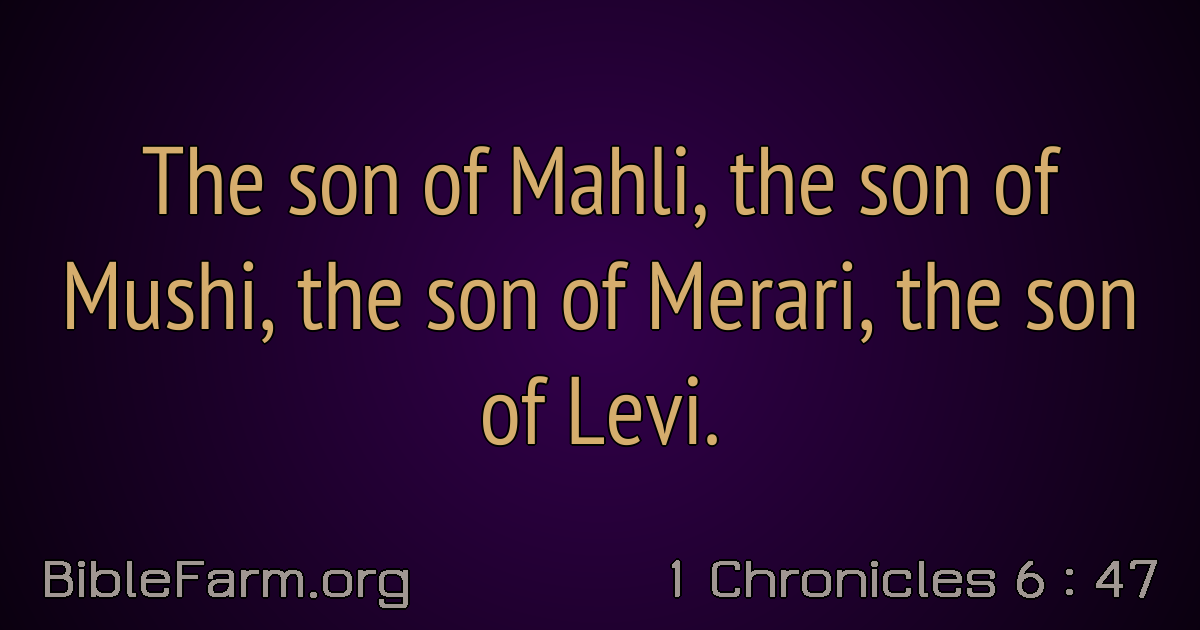 The son of Mahli, the son of
Mushi, the son of Merari, the son
of Levi.
BibleFarm.org
1 Chronicles 6 : 47